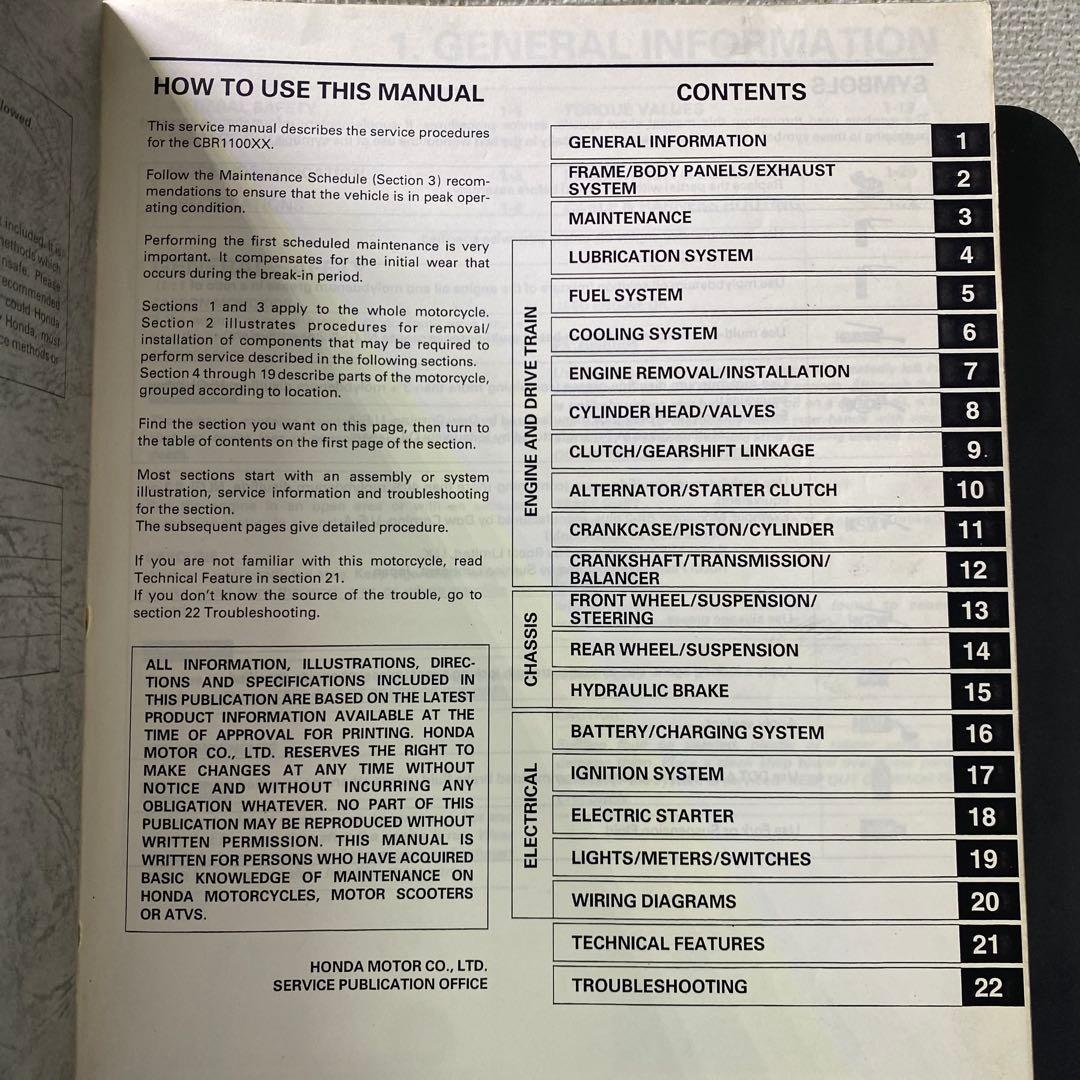 lowed.
included. It is
methods which
unsafe. Please
recommended
could Honda
Honda, must
methods or
HOW TO USE THIS MANUAL
This service manual describes the service procedures
for the CBR1100XX.
Follow the Maintenance Schedule (Section 3) recom-
mendations to ensure that the vehicle is in peak oper-
ating condition.
Performing the first scheduled maintenance is very
important. It compensates for the initial wear that
occurs during the break-in period.
Sections 1 and 3 apply to the whole motorcycle.
Section 2 illustrates procedures for removal/
installation of components that may be required to
perform service described in the following sections.
Section 4 through 19 describe parts of the motorcycle,
grouped according to location.
Find the section you want on this page, then turn to
the table of contents on the first page of the section.
Most sections start with an assembly or system
illustration, service information and troubleshooting
for the section.
The subsequent pages give detailed procedure.
If you are not familiar with this motorcycle, read
Technical Feature in section 21.
If you don't know the source of the trouble, go to
section 22 Troubleshooting.
ALL INFORMATION, ILLUSTRATIONS, DIREC-
TIONS AND SPECIFICATIONS INCLUDED IN
THIS PUBLICATION ARE BASED ON THE LATEST
PRODUCT INFORMATION AVAILABLE AT THE
TIME OF APPROVAL FOR PRINTING. HONDA
MOTOR CO., LTD. RESERVES THE RIGHT TO
MAKE CHANGES AT ANY TIME WITHOUT
NOTICE AND WITHOUT INCURRING ANY
OBLIGATION WHATEVER. NO PART OF THIS
PUBLICATION MAY BE REPRODUCED WITHOUT
WRITTEN PERMISSION. THIS MANUAL IS
WRITTEN FOR PERSONS WHO HAVE ACQUIRED
BASIC KNOWLEDGE OF MAINTENANCE ON
HONDA MOTORCYCLES, MOTOR SCOOTERS
OR ATVS.
HONDA MOTOR CO., LTD.
SERVICE PUBLICATION OFFICE
CONTENTS
GENERAL INFORMATION 1
FRAME/BODY PANELS/EXHAUST
SYSTEM 2
MAINTENANCE 3
ENGINE AND DRIVE TRAIN
LUBRICATION SYSTEM 4
FUEL SYSTEM 5
COOLING SYSTEM 6
ENGINE REMOVAL/INSTALLATION 7
CYLINDER HEAD/VALVES 8
CLUTCH/GEARSHIFT LINKAGE 9
ALTERNATOR/STARTER CLUTCH 10
CRANKCASE/PISTON/CYLINDER 11
CRANKSHAFT/TRANSMISSION/
BALANCER 12
CHASSIS
FRONT WHEEL/SUSPENSION/
STEERING 13
REAR WHEEL/SUSPENSION 14
HYDRAULIC BRAKE 15
ELECTRICAL
BATTERY/CHARGING SYSTEM 16
IGNITION SYSTEM 17
ELECTRIC STARTER 18
LIGHTS/METERS/SWITCHES 19
WIRING DIAGRAMS 20
TECHNICAL FEATURES 21
TROUBLESHOOTING 22